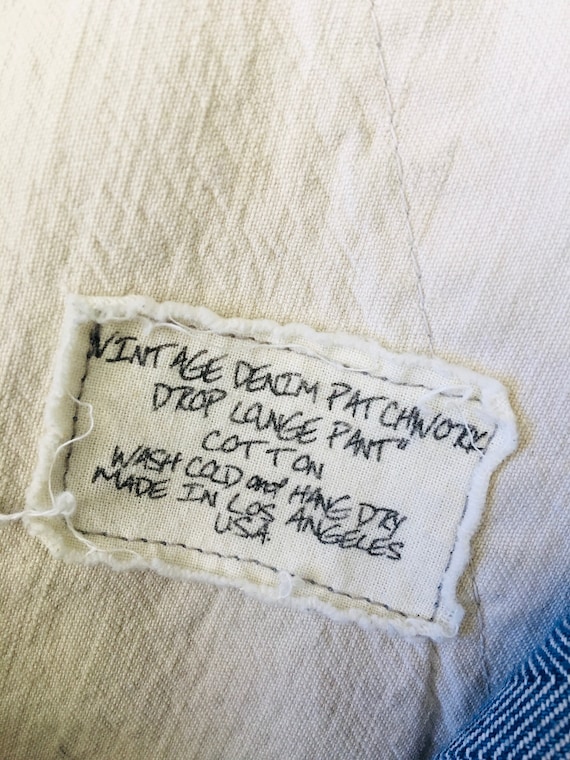 "VINTAGE DENIM PATCHWORK
DROP LOUNGE PANT"
COTTON
WASH COLD and HANG DRY
MADE IN LOS ANGELES
USA